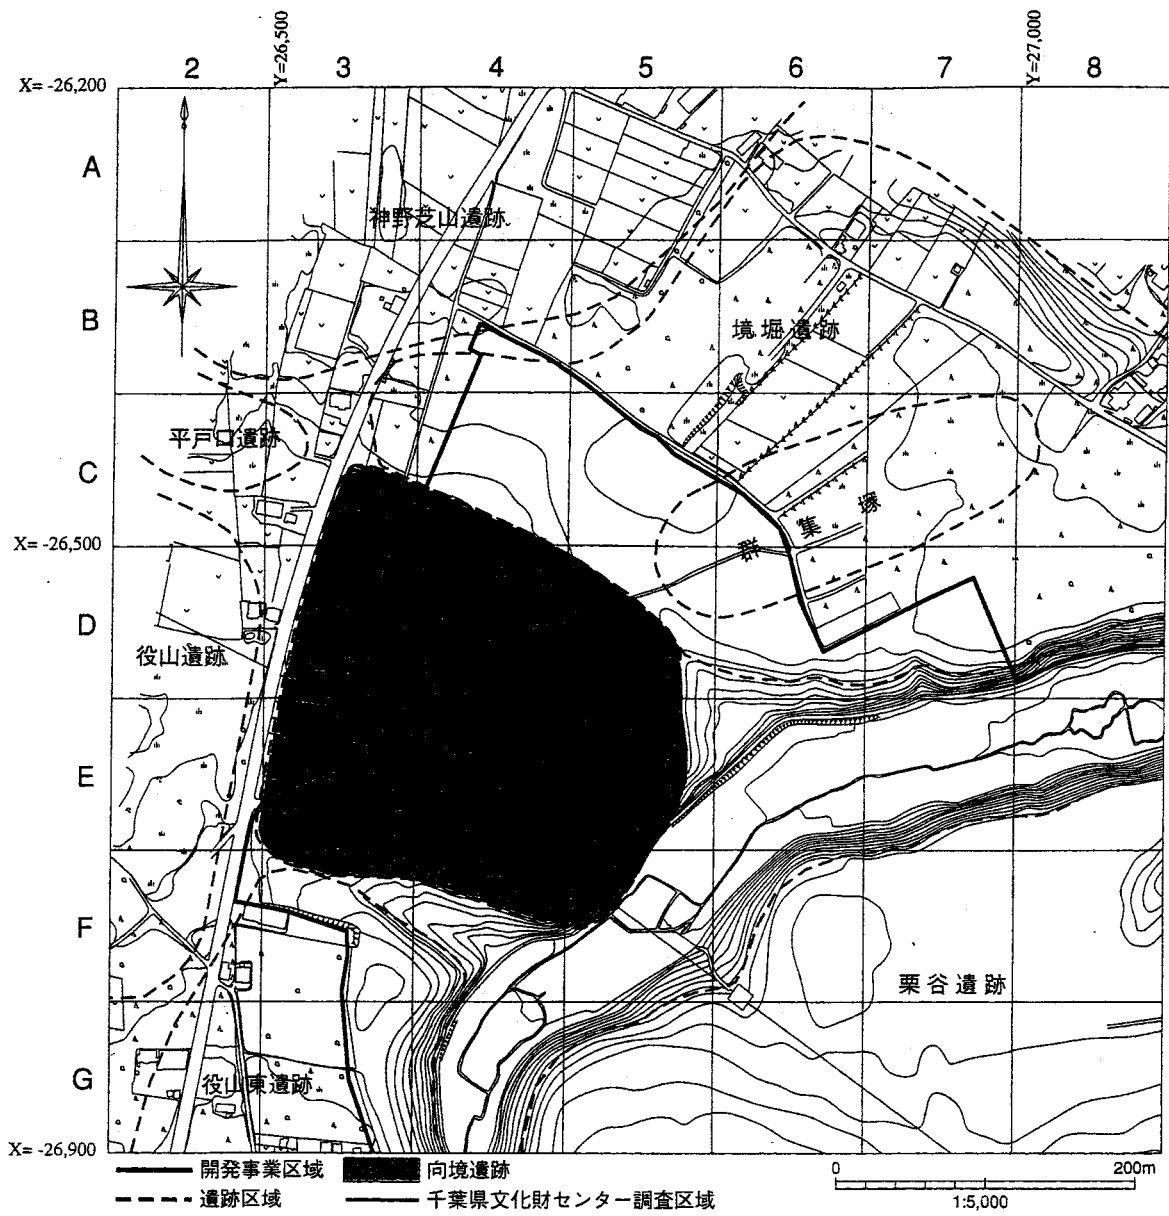 Y=26,500
Y=27,000
2 3 4 5 6 7 8
X= -26,200
A
神野芝山遺跡
B
境堀遺跡
平戸口遺跡
C
群集塚
X= -26,500
D
役山遺跡
E
F
栗谷遺跡
G
役山東遺跡
X= -26,900
開発事業区域 向境遺跡
遺跡区域 千葉県文化財センター調査区域
0 200m
1:5,000